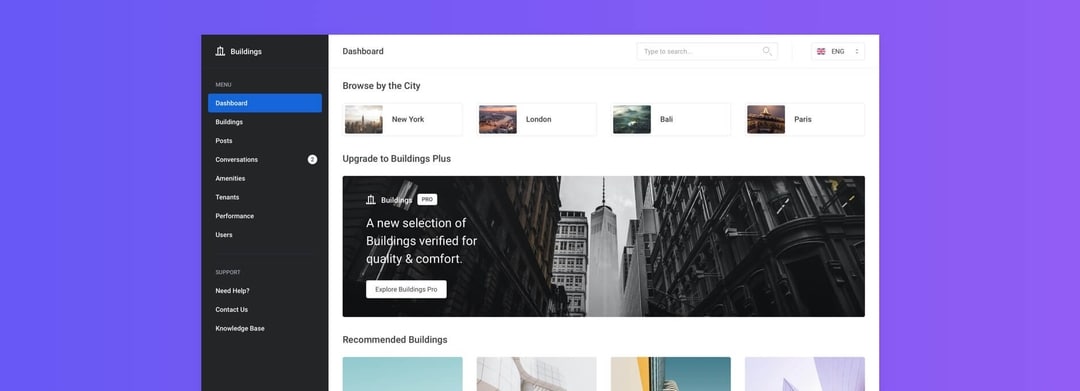 Buildings
MENU
Dashboard
Buildings
Posts
Conversations
2
Amenities
Tenants
Performance
Users
SUPPORT
Need Help?
Contact Us
Knowledge Base
Dashboard
Type to search...
ENG
Browse by the City
New York
London
Bali
Paris
Upgrade to Buildings Plus
Buildings PRO
A new selection of
Buildings verified for
quality & comfort.
Explore Buildings Pro
Recommended Buildings